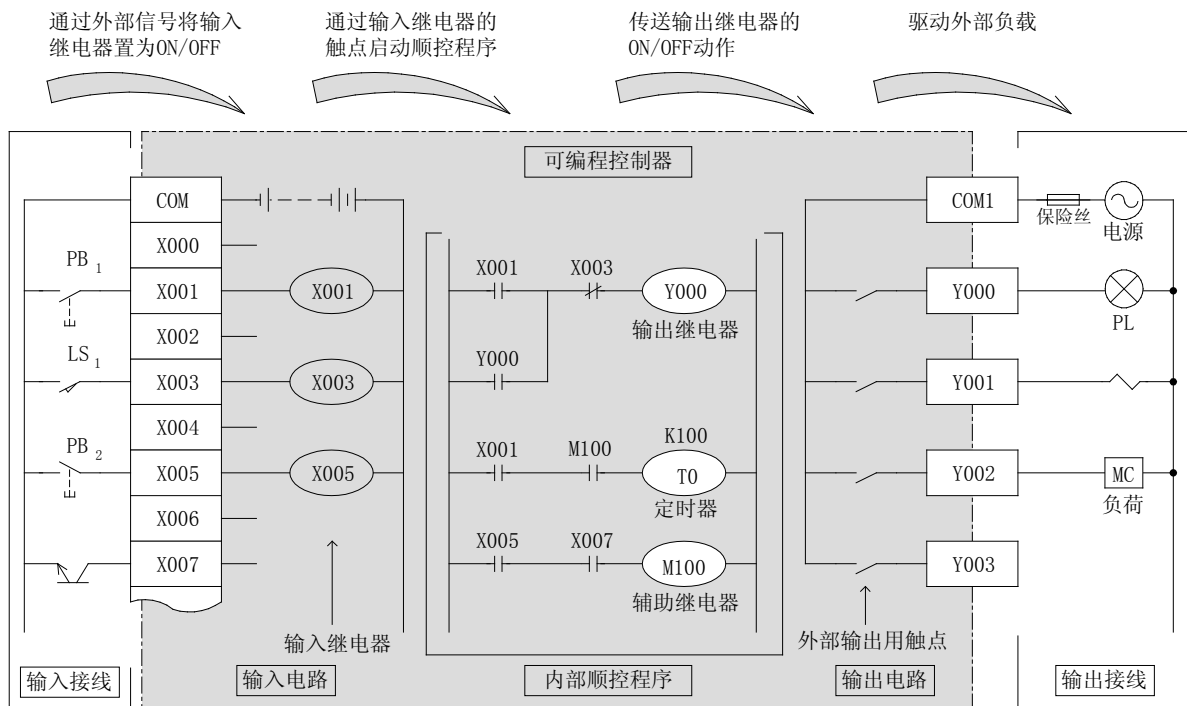 通过外部信号将输入
继电器置为ON/OFF
通过输入继电器的
触点启动顺控程序
传送输出继电器的
ON/OFF动作
驱动外部负载
可编程控制器
COM
X000
X001
X002
X003
X004
X005
X006
X007
PB1
LS1
PB2
X001
X003
X005
输入继电器
X001
X003
Y000
输出继电器
Y000
X001
M100
K100
T0
定时器
X005
X007
M100
辅助继电器
COM1
Y000
Y001
Y002
Y003
外部输出用触点
保险丝
电源
PL
MC
负荷
输入接线
输入电路
内部顺控程序
输出电路
输出接线